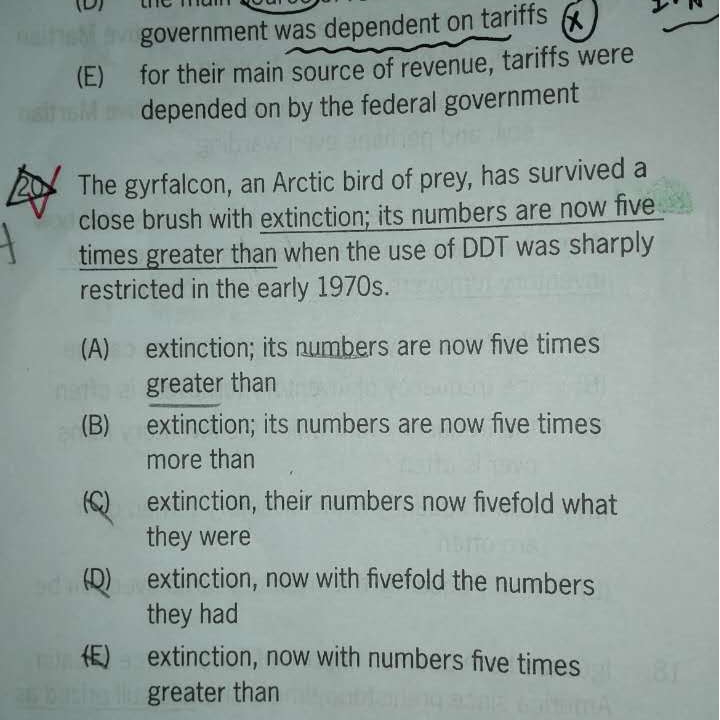 (D) the main
government was dependent on tariffs
(E) for their main source of revenue, tariffs were
depended on by the federal government
20 The gyrfalcon, an Arctic bird of prey, has survived a
close brush with extinction; its numbers are now five
times greater than when the use of DDT was sharply
restricted in the early 1970s.
(A) extinction; its numbers are now five times
greater than
(B) extinction; its numbers are now five times
more than
(C) extinction, their numbers now fivefold what
they were
(D) extinction, now with fivefold the numbers
they had
(E) extinction, now with numbers five times
greater than